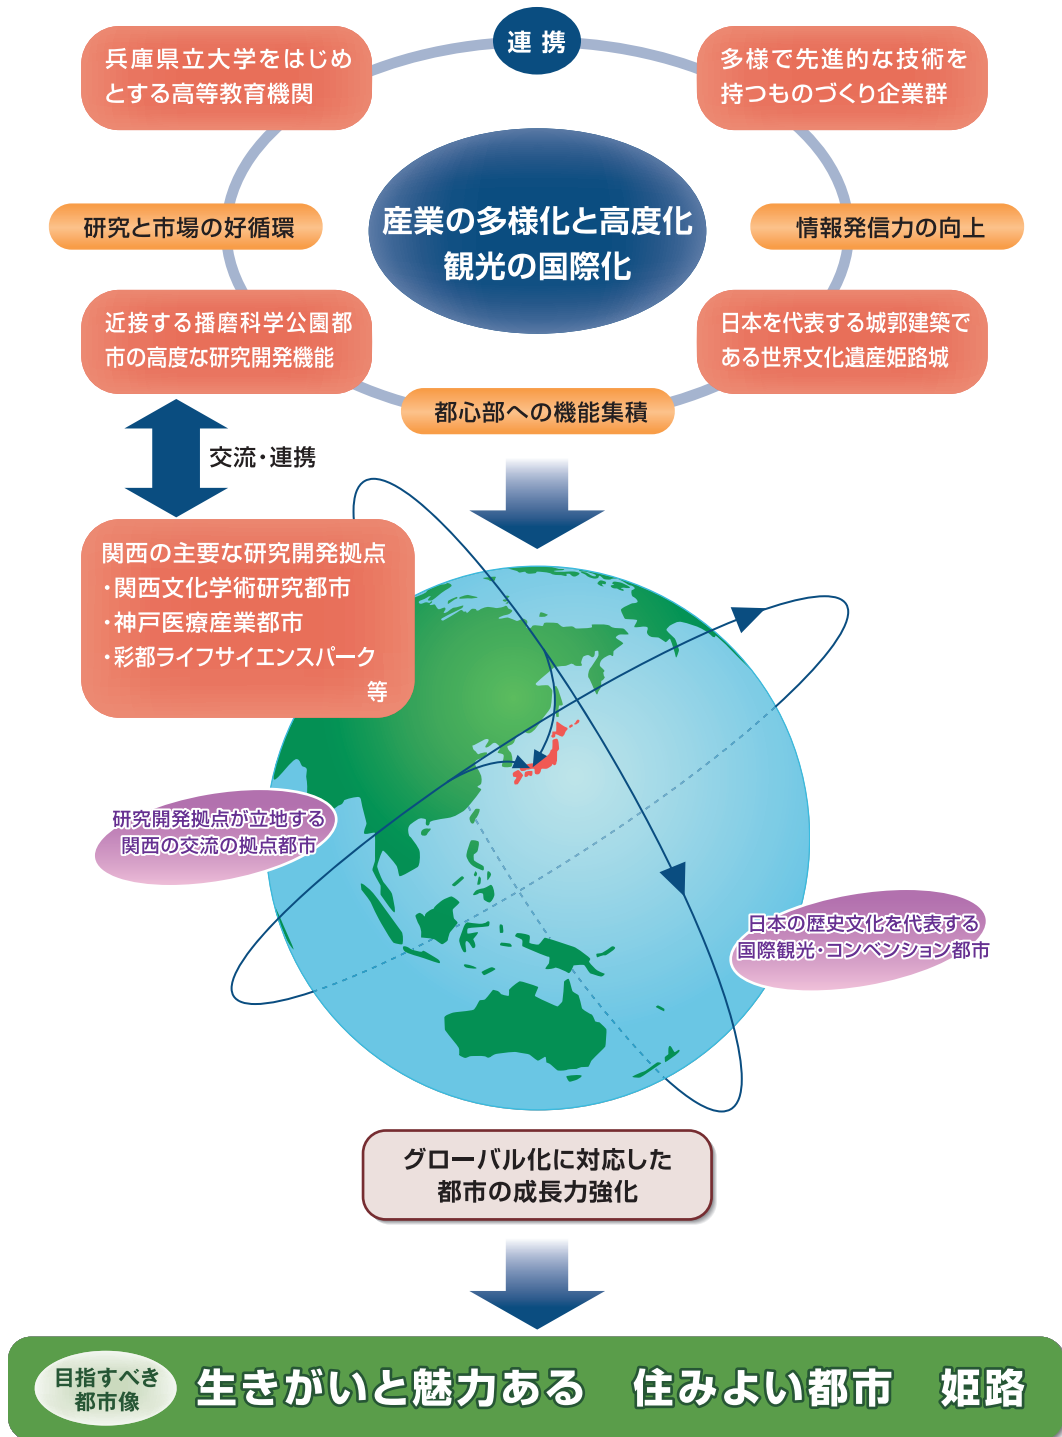 連携
兵庫県立大学をはじめ
とする高等教育機関
多様で先進的な技術を
持つものづくり企業群
産業の多様化と高度化
観光の国際化
研究と市場の好循環
情報発信力の向上
近接する播磨科学公園都
市の高度な研究開発機能
日本を代表する城郭建築で
ある世界文化遺産姫路城
都心部への機能集積
交流・連携
関西の主要な研究開発拠点
・関西文化学術研究都市
・神戸医療産業都市
・彩都ライフサイエンスパーク
等
研究開発拠点が立地する
関西の交流の拠点都市
日本の歴史文化を代表する
国際観光・コンベンション都市
グローバル化に対応した
都市の成長力強化
目指すべき
都市像
生きがいと魅力ある　住みよい都市　姫路